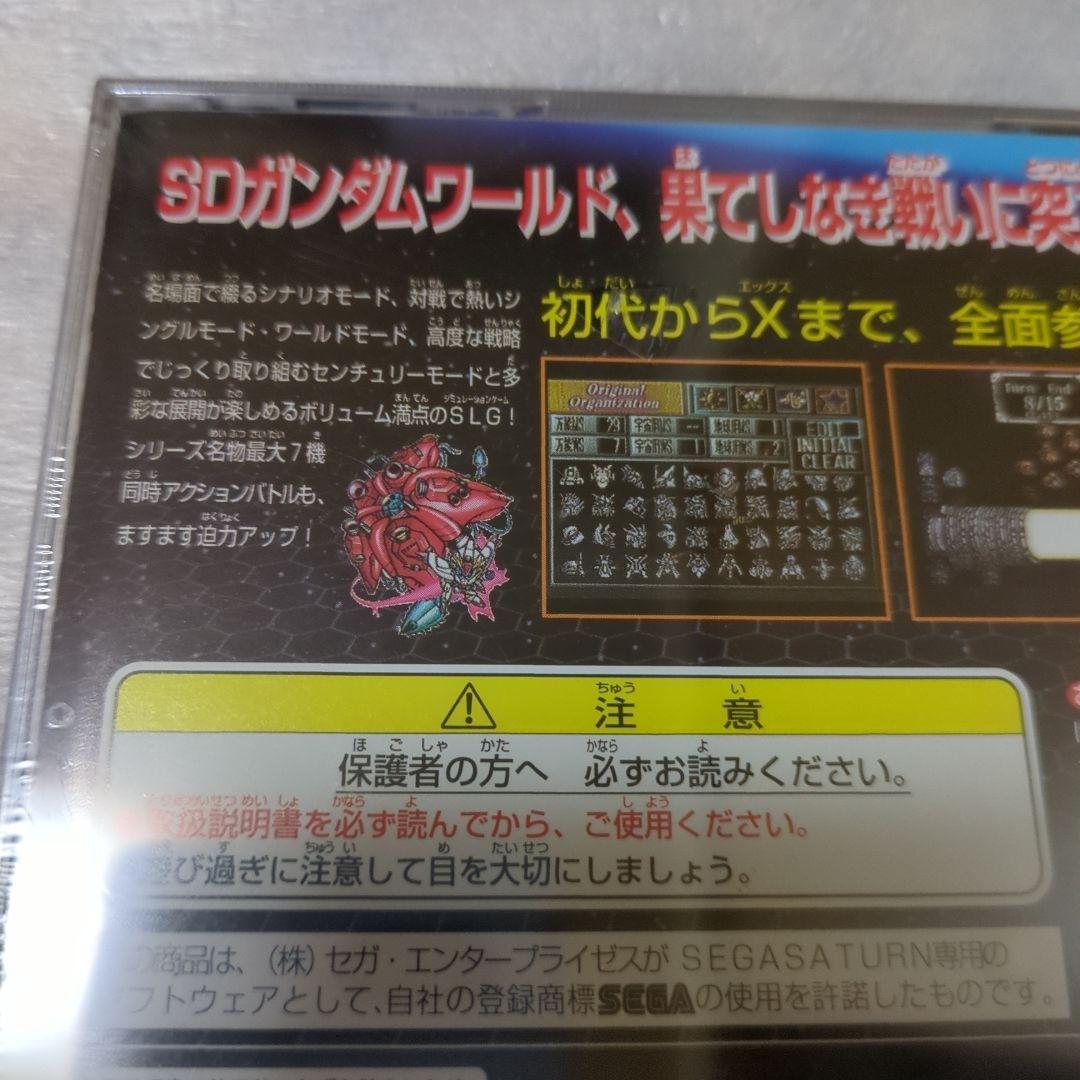 SDガンダムワールド、果てしなき戦いに突
名場面で綴るシナリオモード、対戦で熱いシ
ングルモード・ワールドモード、高度な戦略
でじっくり取り組むセンチュリーモードと多
彩な展開が楽しめるボリューム満点のSLG!
シリーズ名物最大7機
同時アクションバトルも、
ますます迫力アップ!
初代からXまで、全面参
Original
Organization
EDIT
INITIAL
CLEAR
Turn End
8/15
注意
保護者の方へ 必ずお読みください。
取扱説明書を必ず読んでから、ご使用ください。
び過ぎに注意して目を大切にしましょう。
の商品は、(株)セガ・エンタープライゼスがSEGASATURN専用の
フトウェアとして、自社の登録商標SEGAの使用を許諾したものです。